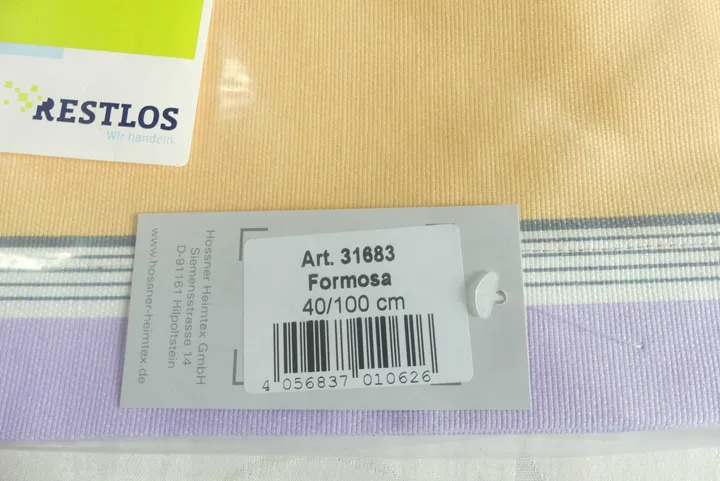 RESTLOS
Wir handeln.
Hossner Heimtex GmbH
Siemensstrasse 14
D-91161 Hilpoltstein
www.hossner-heimtex.de
Art. 31683
Formosa
40/100 cm
4 056837 010626